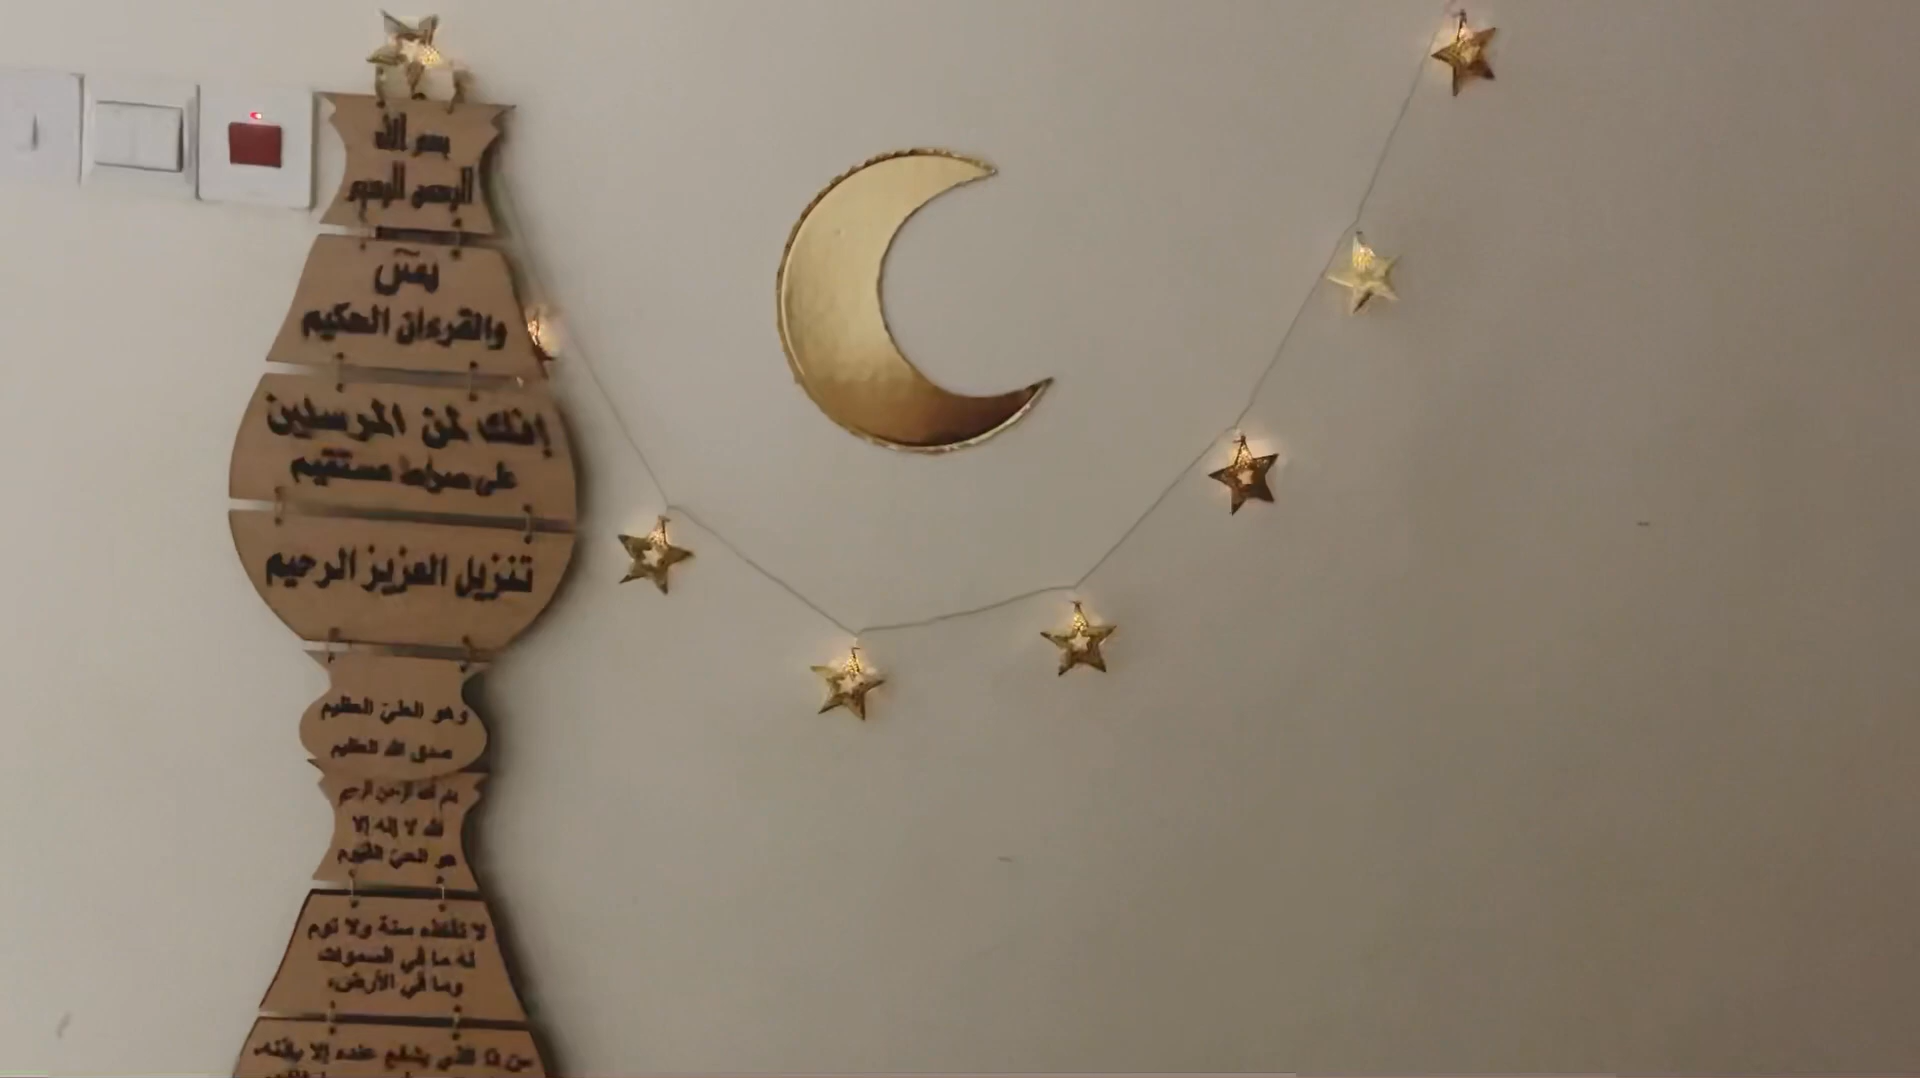 بسم الله
الرحمن الرحيم
يس
والقرءان الحكيم
إنك لمن المرسلين
على صراط مستقيم
تنزيل العزيز الرحيم
وهو العليّ العظيم
صدق الله العظيم
بسم الله الرحمن الرحيم
الله لا إله إلا
هو الحيّ القيوم
لا تأخذه سنة ولا نوم
له ما في السموات
وما في الأرض
من ذا الذي يشفع عنده إلا بإذنه